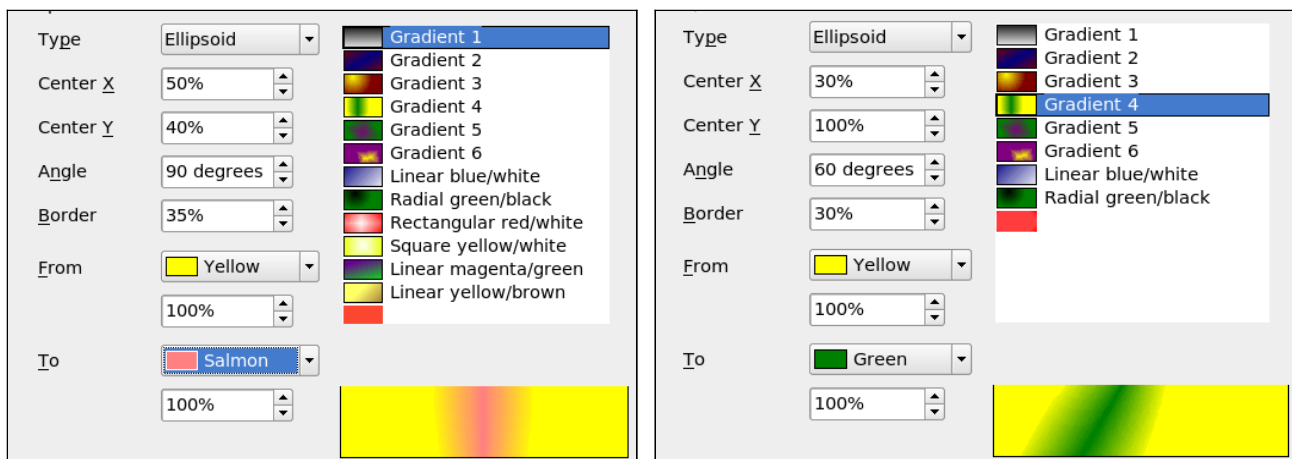 Type
Ellipsoid
Center X
50%
Center Y
40%
Angle
90 degrees
Border
35%
From
Yellow
100%
To
Salmon
100%
Gradient 1
Gradient 2
Gradient 3
Gradient 4
Gradient 5
Gradient 6
Linear blue/white
Radial green/black
Rectangular red/white
Square yellow/white
Linear magenta/green
Linear yellow/brown
Type
Ellipsoid
Center X
30%
Center Y
100%
Angle
60 degrees
Border
30%
From
Yellow
100%
To
Green
100%
Gradient 1
Gradient 2
Gradient 3
Gradient 4
Gradient 5
Gradient 6
Linear blue/white
Radial green/black